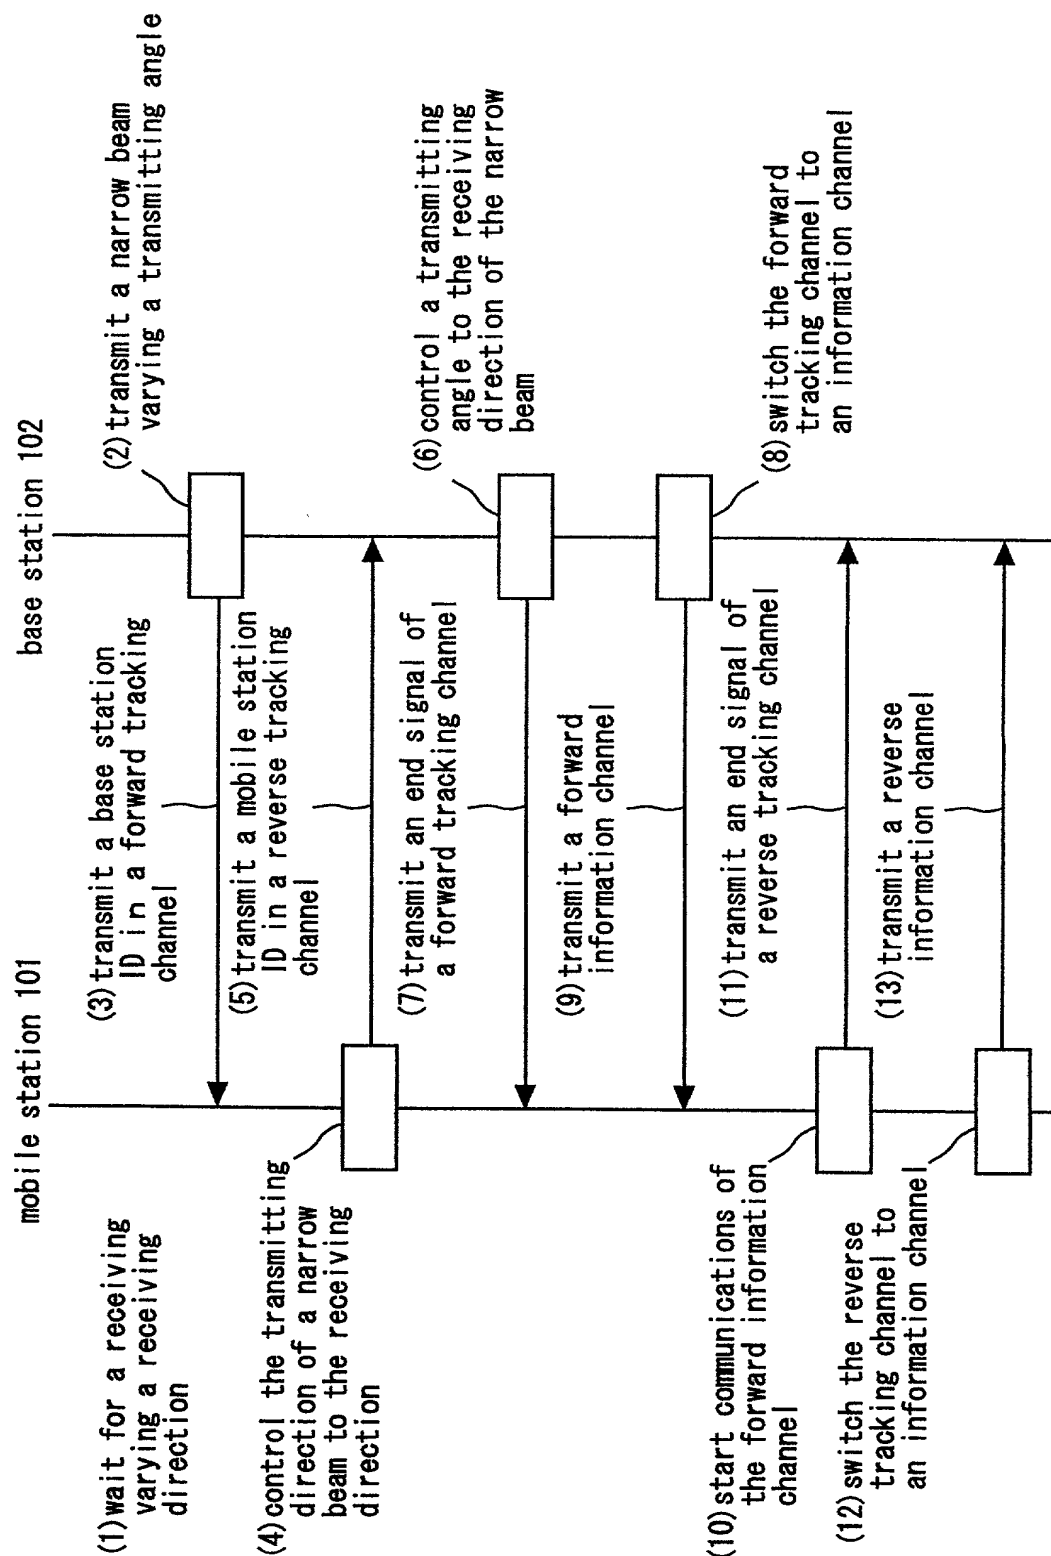 mobile station 101
base station 102
(1)wait for a receiving
varying a receiving
direction
(2)transmit a narrow beam
varying a transmitting angle
(3)transmit a base station
ID in a forward tracking
channel
(4)control the transmitting
direction of a narrow
beam to the receiving
direction
(5)transmit a mobile station
ID in a reverse tracking
channel
(6)control a transmitting
angle to the receiving
direction of the narrow
beam
(7)transmit an end signal of
a forward tracking channel
(8)switch the forward
tracking channel to
an information channel
(9)transmit a forward
information channel
(10)start communications of
the forward information
channel
(11)transmit an end signal of
a reverse tracking channel
(12)switch the reverse
tracking channel to
an information channel
(13)transmit a reverse
information channel